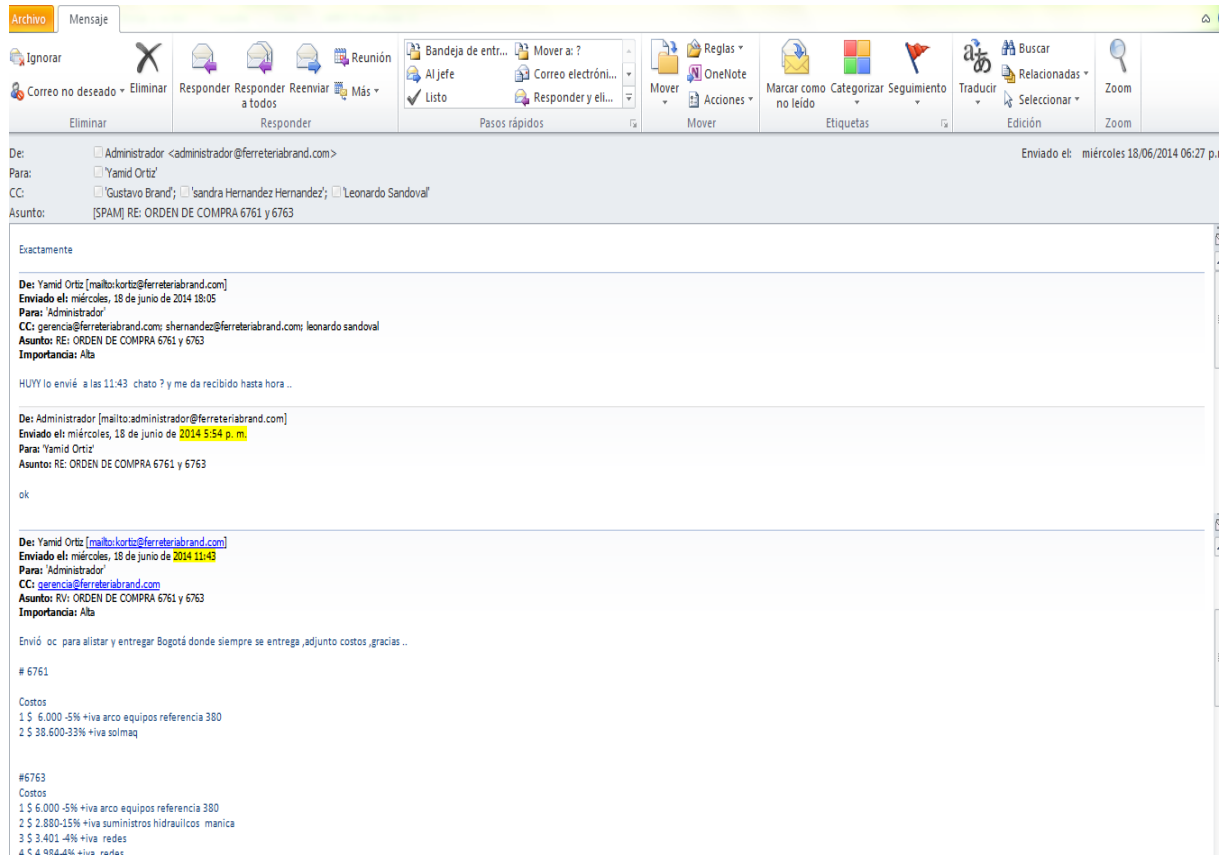 Archivo Mensaje
Ignorar
Correo no deseado
Eliminar
Eliminar
Responder
Responder a todos
Reenviar
Reunión
Más
Responder
Bandeja de entr...
Al jefe
Listo
Mover a: ?
Correo electróni...
Responder y eli...
Pasos rápidos
Mover
Reglas
OneNote
Acciones
Mover
Marcar como no leído
Categorizar
Seguimiento
Etiquetas
Traducir
Buscar
Relacionadas
Seleccionar
Edición
Zoom
Zoom
De: Administrador <administrador@ferreteriabrand.com> Enviado el: miércoles 18/06/2014 06:27 p.
Para: 'Yamid Ortiz'
CC: 'Gustavo Brand'; 'sandra Hernandez Hernandez'; 'Leonardo Sandoval'
Asunto: [SPAM] RE: ORDEN DE COMPRA 6761 y 6763
Exactamente
De: Yamid Ortiz [mailto:kortiz@ferreteriabrand.com]
Enviado el: miércoles, 18 de junio de 2014 18:05
Para: 'Administrador'
CC: gerencia@ferreteriabrand.com; shernandez@ferreteriabrand.com; leonardo sandoval
Asunto: RE: ORDEN DE COMPRA 6761 y 6763
Importancia: Alta
HUYY lo envié a las 11:43 chato ? y me da recibido hasta hora ..
De: Administrador [mailto:administrador@ferreteriabrand.com]
Enviado el: miércoles, 18 de junio de 2014 5:54 p. m.
Para: 'Yamid Ortiz'
Asunto: RE: ORDEN DE COMPRA 6761 y 6763
ok
De: Yamid Ortiz [mailto:kortiz@ferreteriabrand.com]
Enviado el: miércoles, 18 de junio de 2014 11:43
Para: 'Administrador'
CC: gerencia@ferreteriabrand.com
Asunto: RV: ORDEN DE COMPRA 6761 y 6763
Importancia: Alta
Envió oc para alistar y entregar Bogotá donde siempre se entrega ,adjunto costos ,gracias ..
# 6761
Costos
1 $ 6.000 -5% +iva arco equipos referencia 380
2 $ 38.600-33% +iva solmaq
#6763
Costos
1 $ 6.000 -5% +iva arco equipos referencia 380
2 $ 2.880-15% +iva suministros hidrauilcos manica
3 $ 3.401 -4% +iva redes
4 $ 4.984-4% +iva redes